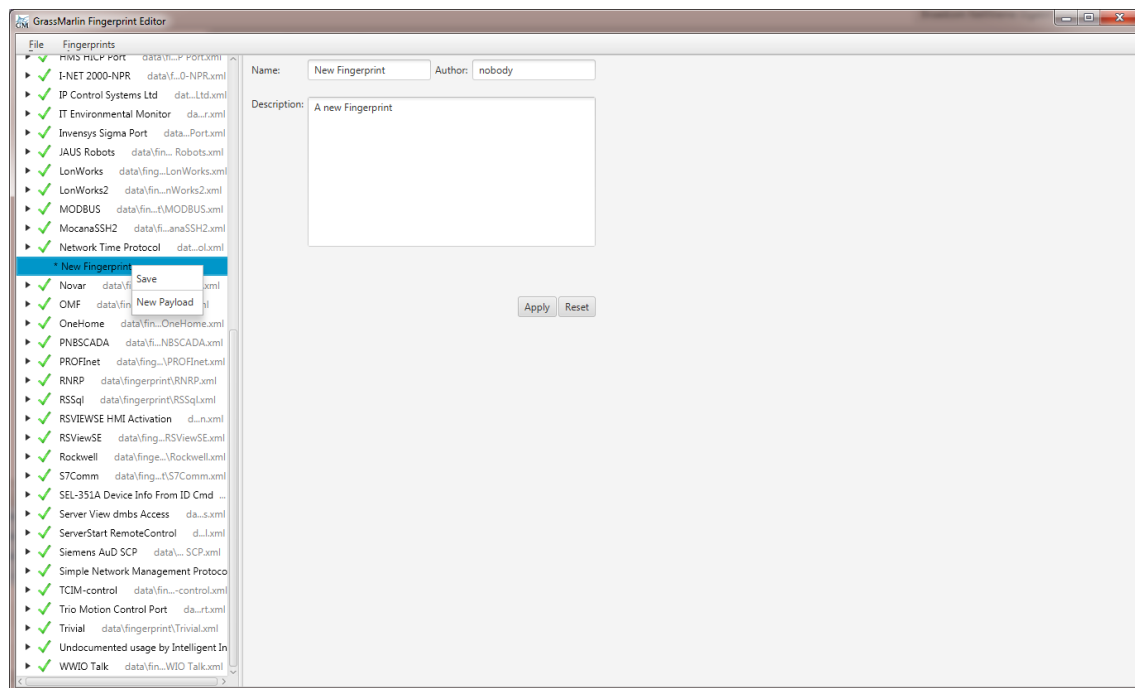 GrassMarlin Fingerprint Editor
File Fingerprints
HMS HICP Port data\fi...P Port.xml
I-NET 2000-NPR data\f...0-NPR.xml
IP Control Systems Ltd dat...Ltd.xml
IT Environmental Monitor da...r.xml
Invensys Sigma Port data...Port.xml
JAUS Robots data\fin... Robots.xml
LonWorks data\fing...LonWorks.xml
LonWorks2 data\fin...nWorks2.xml
MODBUS data\fin...t\MODBUS.xml
MocanaSSH2 data\fi...anaSSH2.xml
Network Time Protocol dat...ol.xml
* New Fingerprint
Novar data\fi .xml
OMF data\fin
OneHome data\fin...OneHome.xml
PNBSCADA data\fi...NBSCADA.xml
PROFInet data\fing...\PROFInet.xml
RNRP data\fingerprint\RNRP.xml
RSSql data\fingerprint\RSSql.xml
RSVIEWSE HMI Activation d...n.xml
RSViewSE data\fing...RSViewSE.xml
Rockwell data\finge...\Rockwell.xml
S7Comm data\fing...t\S7Comm.xml
SEL-351A Device Info From ID Cmd ...
Server View dmbs Access da...s.xml
ServerStart RemoteControl d...l.xml
Siemens AuD SCP data\... SCP.xml
Simple Network Management Protoco
TCIM-control data\fin...-control.xml
Trio Motion Control Port da...rt.xml
Trivial data\fingerprint\Trivial.xml
Undocumented usage by Intelligent In
WWIO Talk data\fin...WIO Talk.xml
Save
New Payload
Name: New Fingerprint Author: nobody
Description: A new Fingerprint
Apply Reset